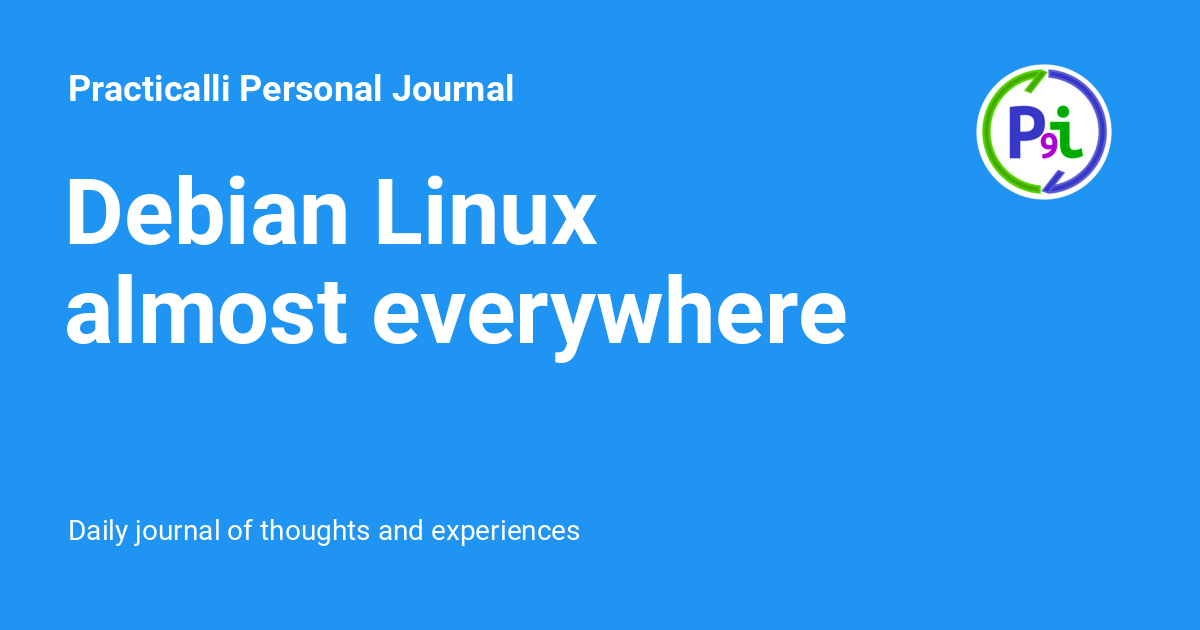 Practicalli Personal Journal
P9i
Debian Linux
almost everywhere
Daily journal of thoughts and experiences